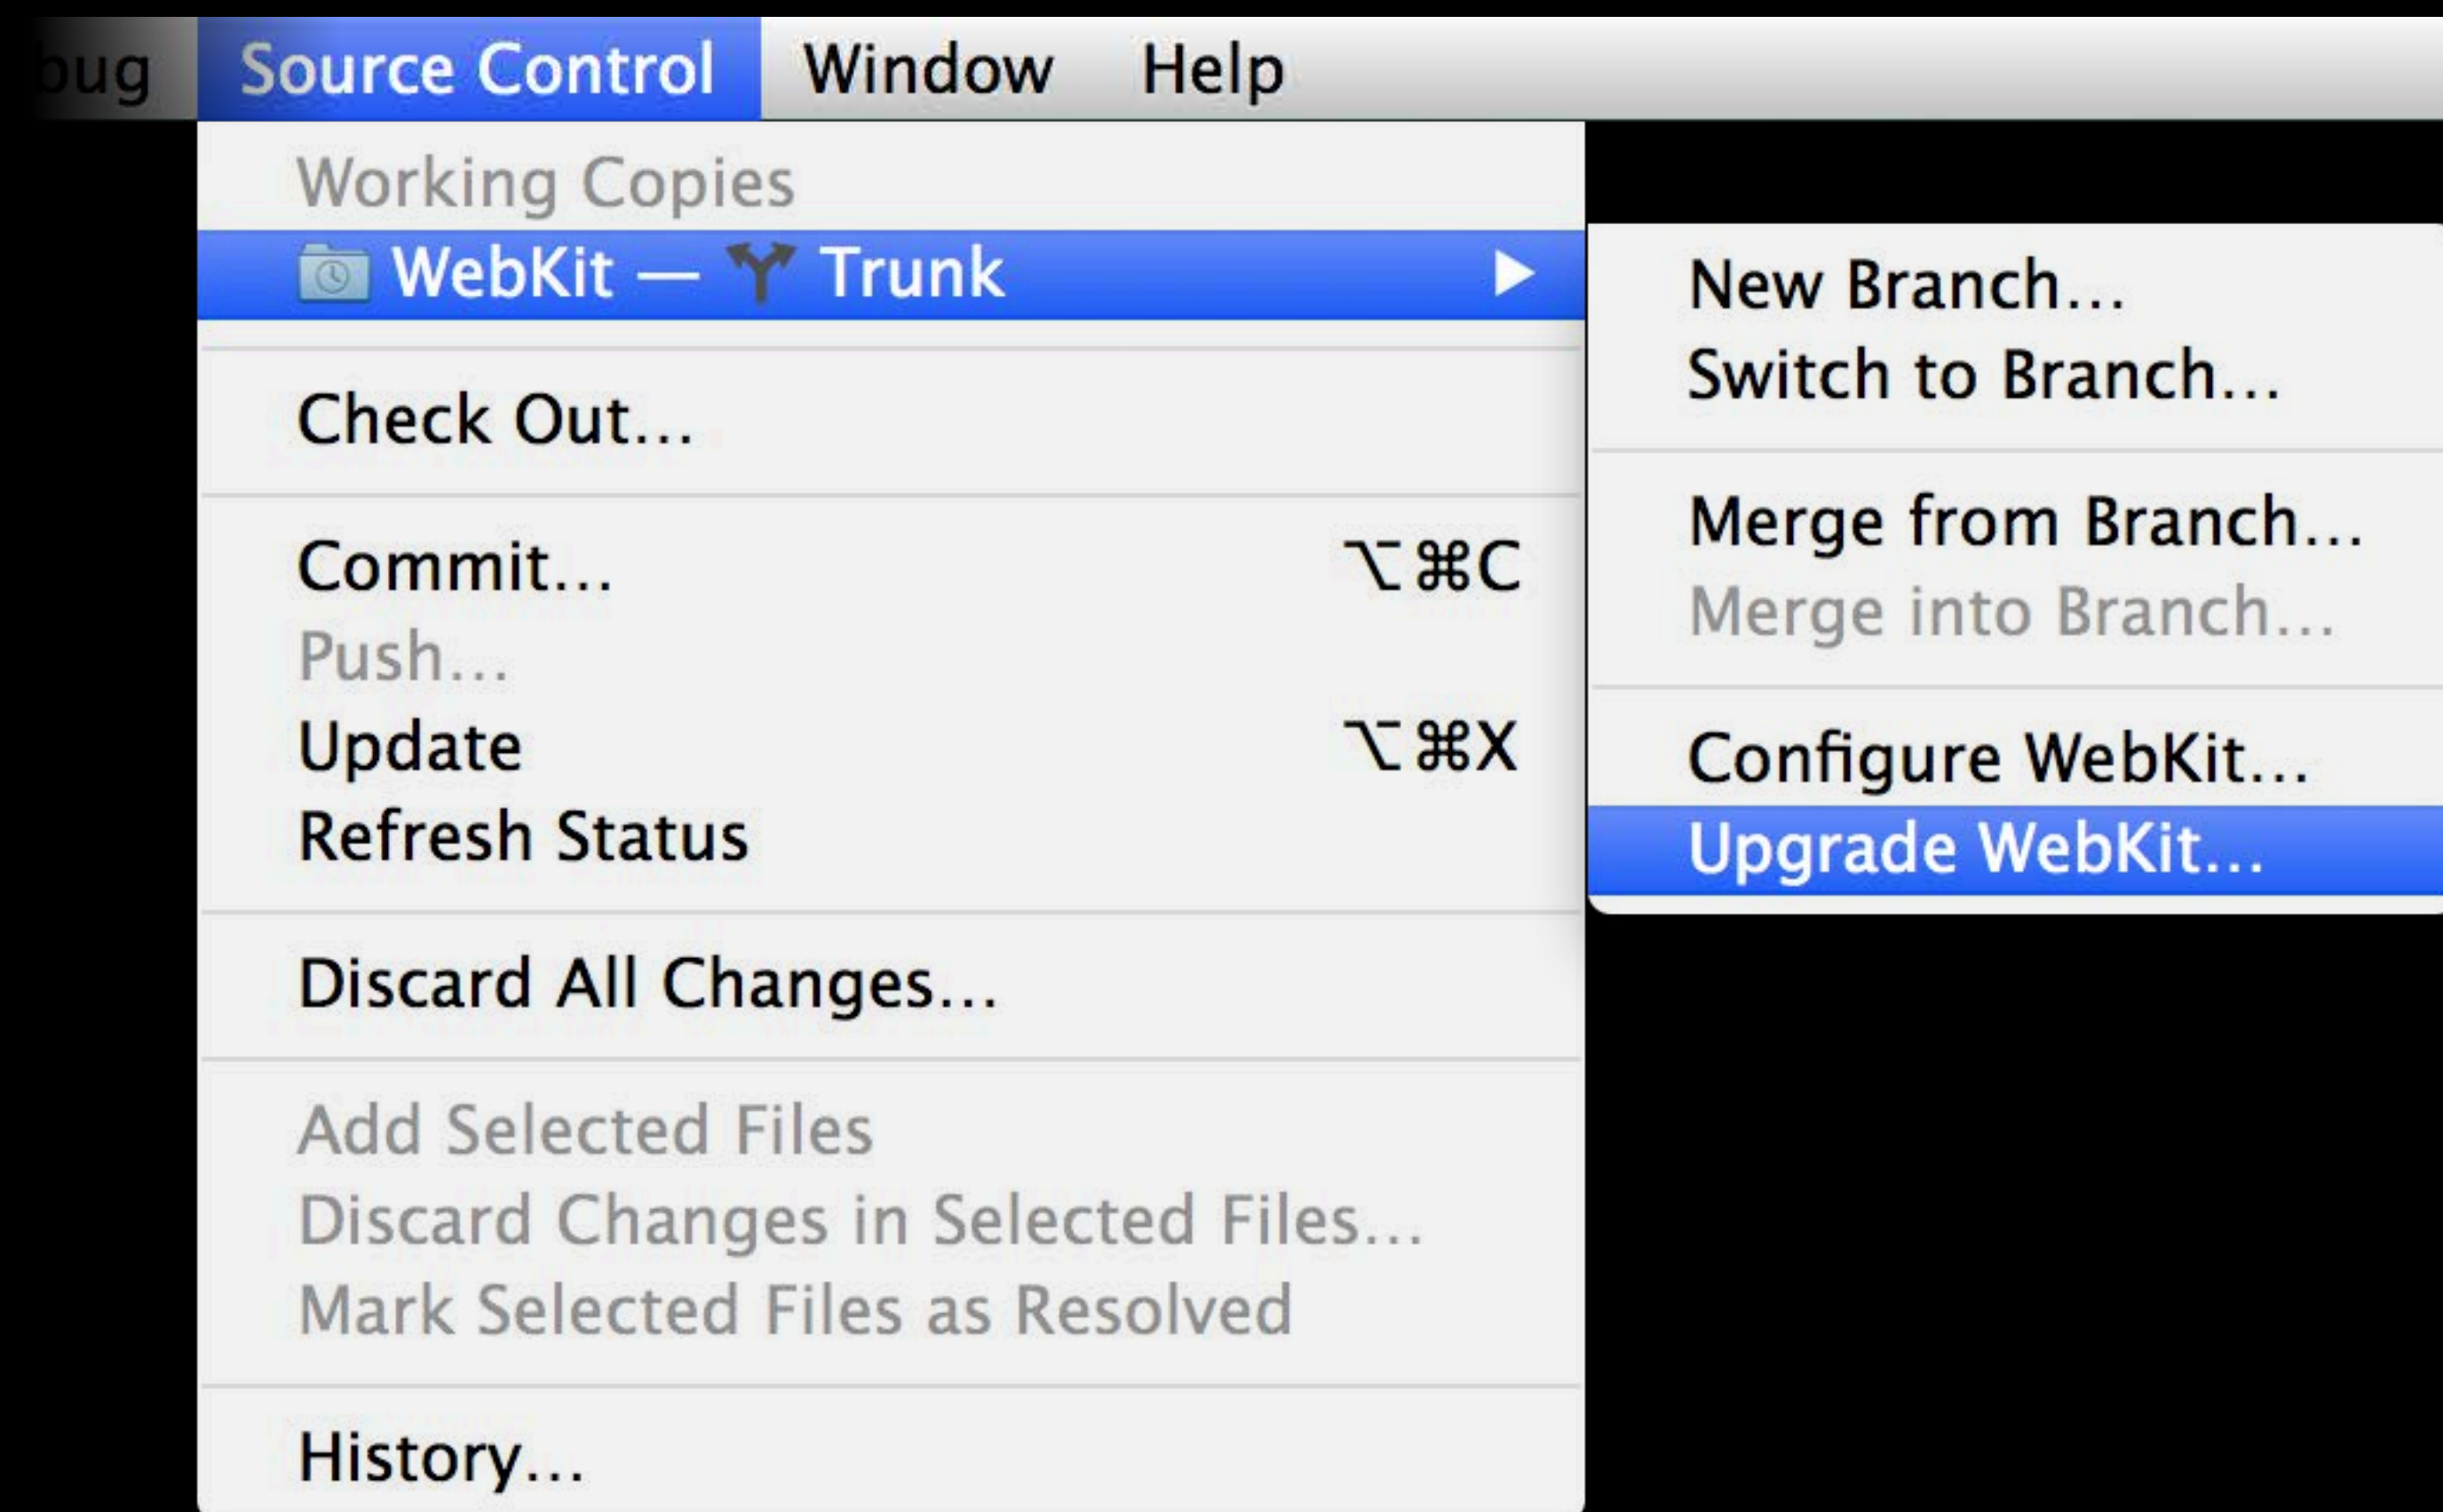 bug Source Control Window Help
Working Copies
WebKit — Trunk
Check Out...
Commit... ⌥⌘C
Push...
Update ⌥⌘X
Refresh Status
Discard All Changes...
Add Selected Files
Discard Changes in Selected Files...
Mark Selected Files as Resolved
History...
New Branch...
Switch to Branch...
Merge from Branch...
Merge into Branch...
Configure WebKit...
Upgrade WebKit...